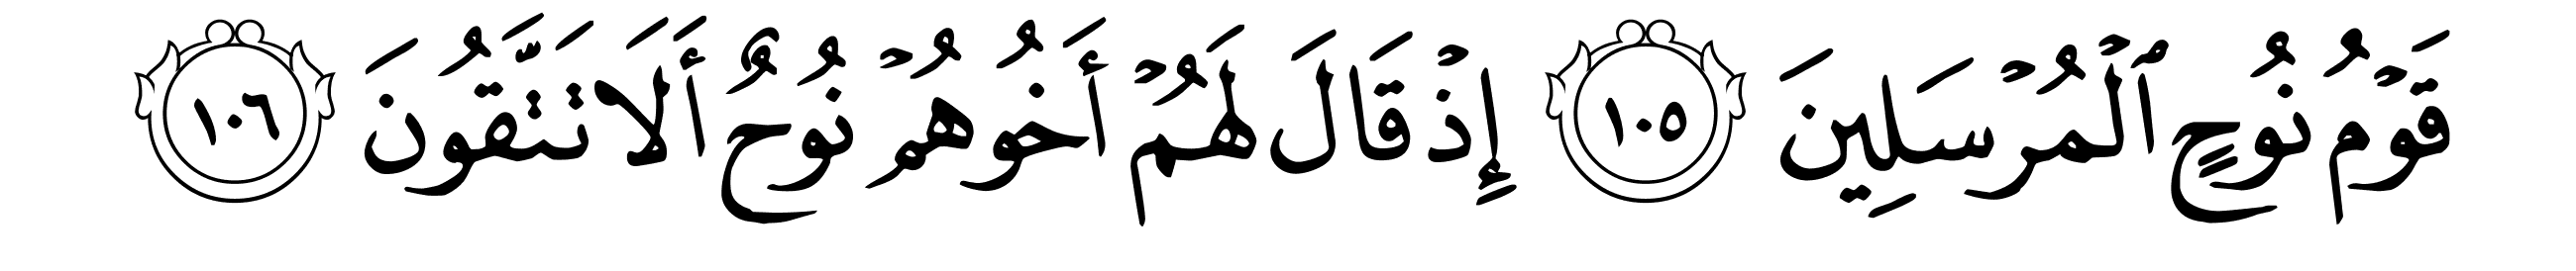 قَوْمُ نُوحٍ ٱلْمُرْسَلِينَ ١٠٥ إِذْ قَالَ لَهُمْ أَخُوهُمْ نُوحٌ أَلَا تَتَّقُونَ ١٠٦